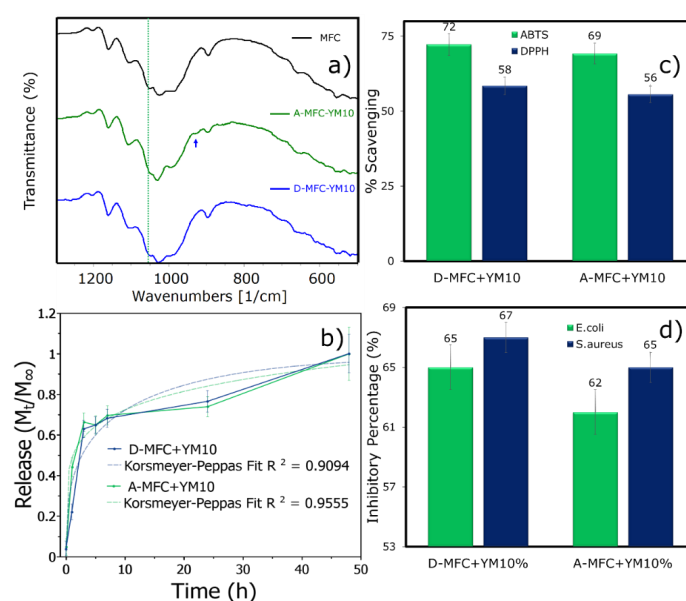 MFC
a)
A-MFC-YM10
D-MFC-YM10
Transmittance (%)
1200
1000
800
600
Wavenumbers [1/cm]
75
50
25
0
% Scavenging
72
58
69
56
ABTS
DPPH
c)
D-MFC+YM10
A-MFC+YM10
1.2
1
0.8
0.6
0.4
0.2
0
Release (Mt/M∞)
b)
D-MFC+YM10
Korsmeyer-Peppas Fit R 2 = 0.9094
A-MFC+YM10
Korsmeyer-Peppas Fit R 2 = 0.9555
0
10
20
30
40
50
Time (h)
69
65
61
57
53
Inhibitory Percentage (%)
65
67
62
65
E.coli
S.aureus
d)
D-MFC+YM10%
A-MFC+YM10%